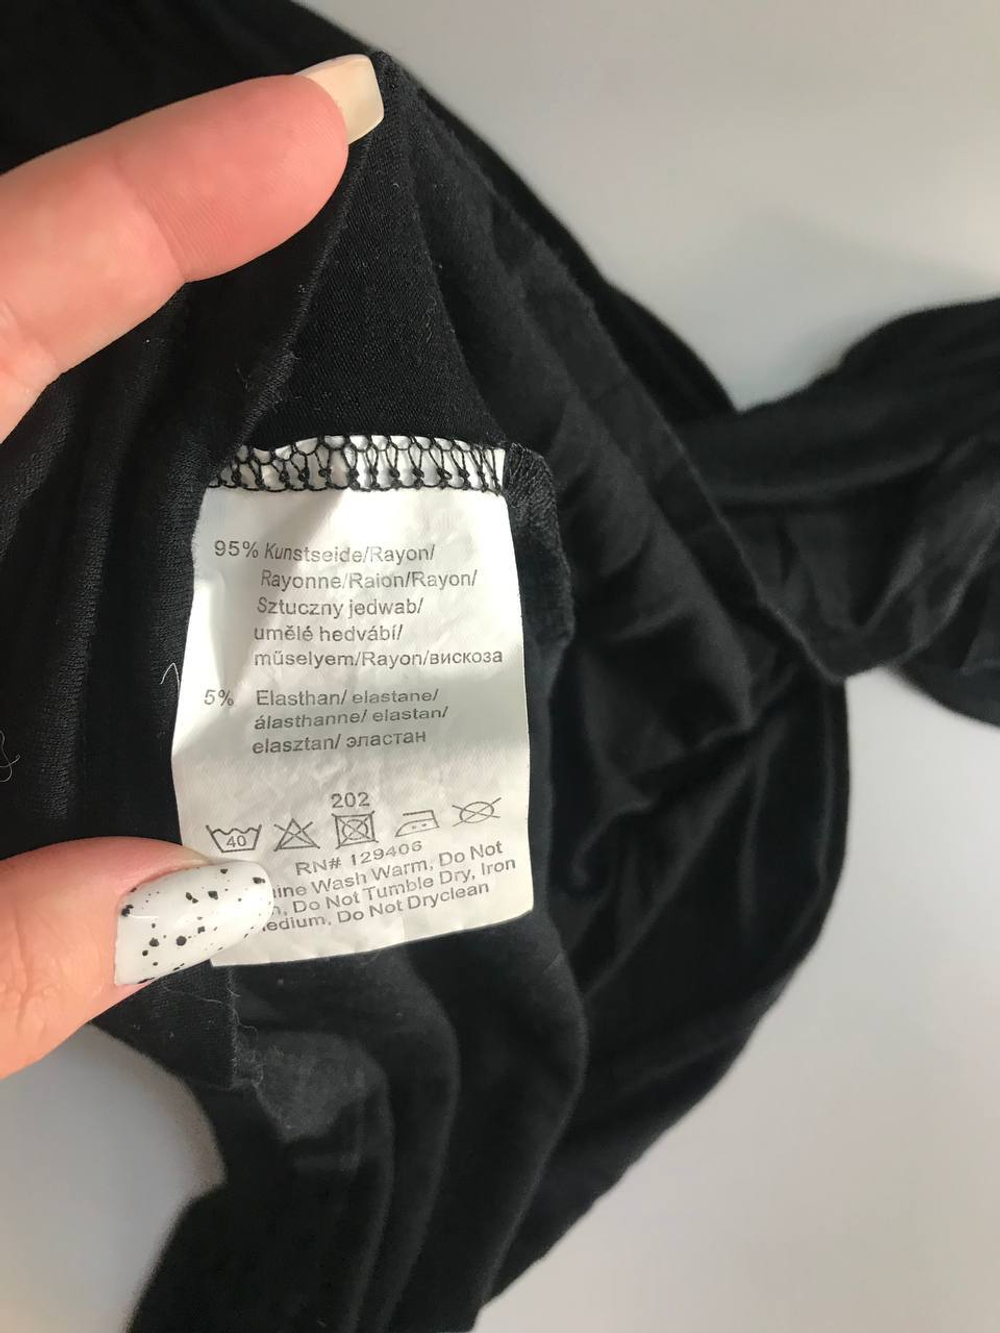 95% Kunstseide/Rayon/
Rayonne/Raion/Rayon/
Sztuczny jedwab/
umělé hedvábí/
műselyem/Rayon/вискоза
5% Elasthan/ elastane/
álasthanne/ elastan/
elasztan/ эластан
202
40
RN# 129406
Wash Warm, Do Not
Do Not Tumble Dry, Iron
Do Not Dryclean